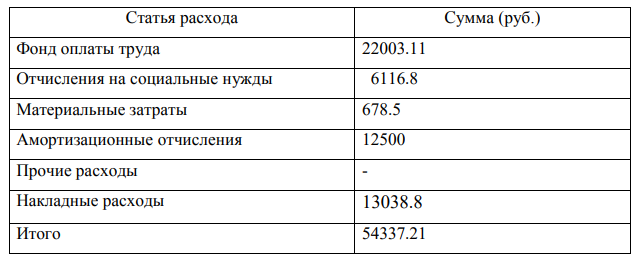 Статья расхода Сумма (руб.)
Фонд оплаты труда 22003.11
Отчисления на социальные нужды 6116.8
Материальные затраты 678.5
Амортизационные отчисления 12500
Прочие расходы -
Накладные расходы 13038.8
Итого 54337.21